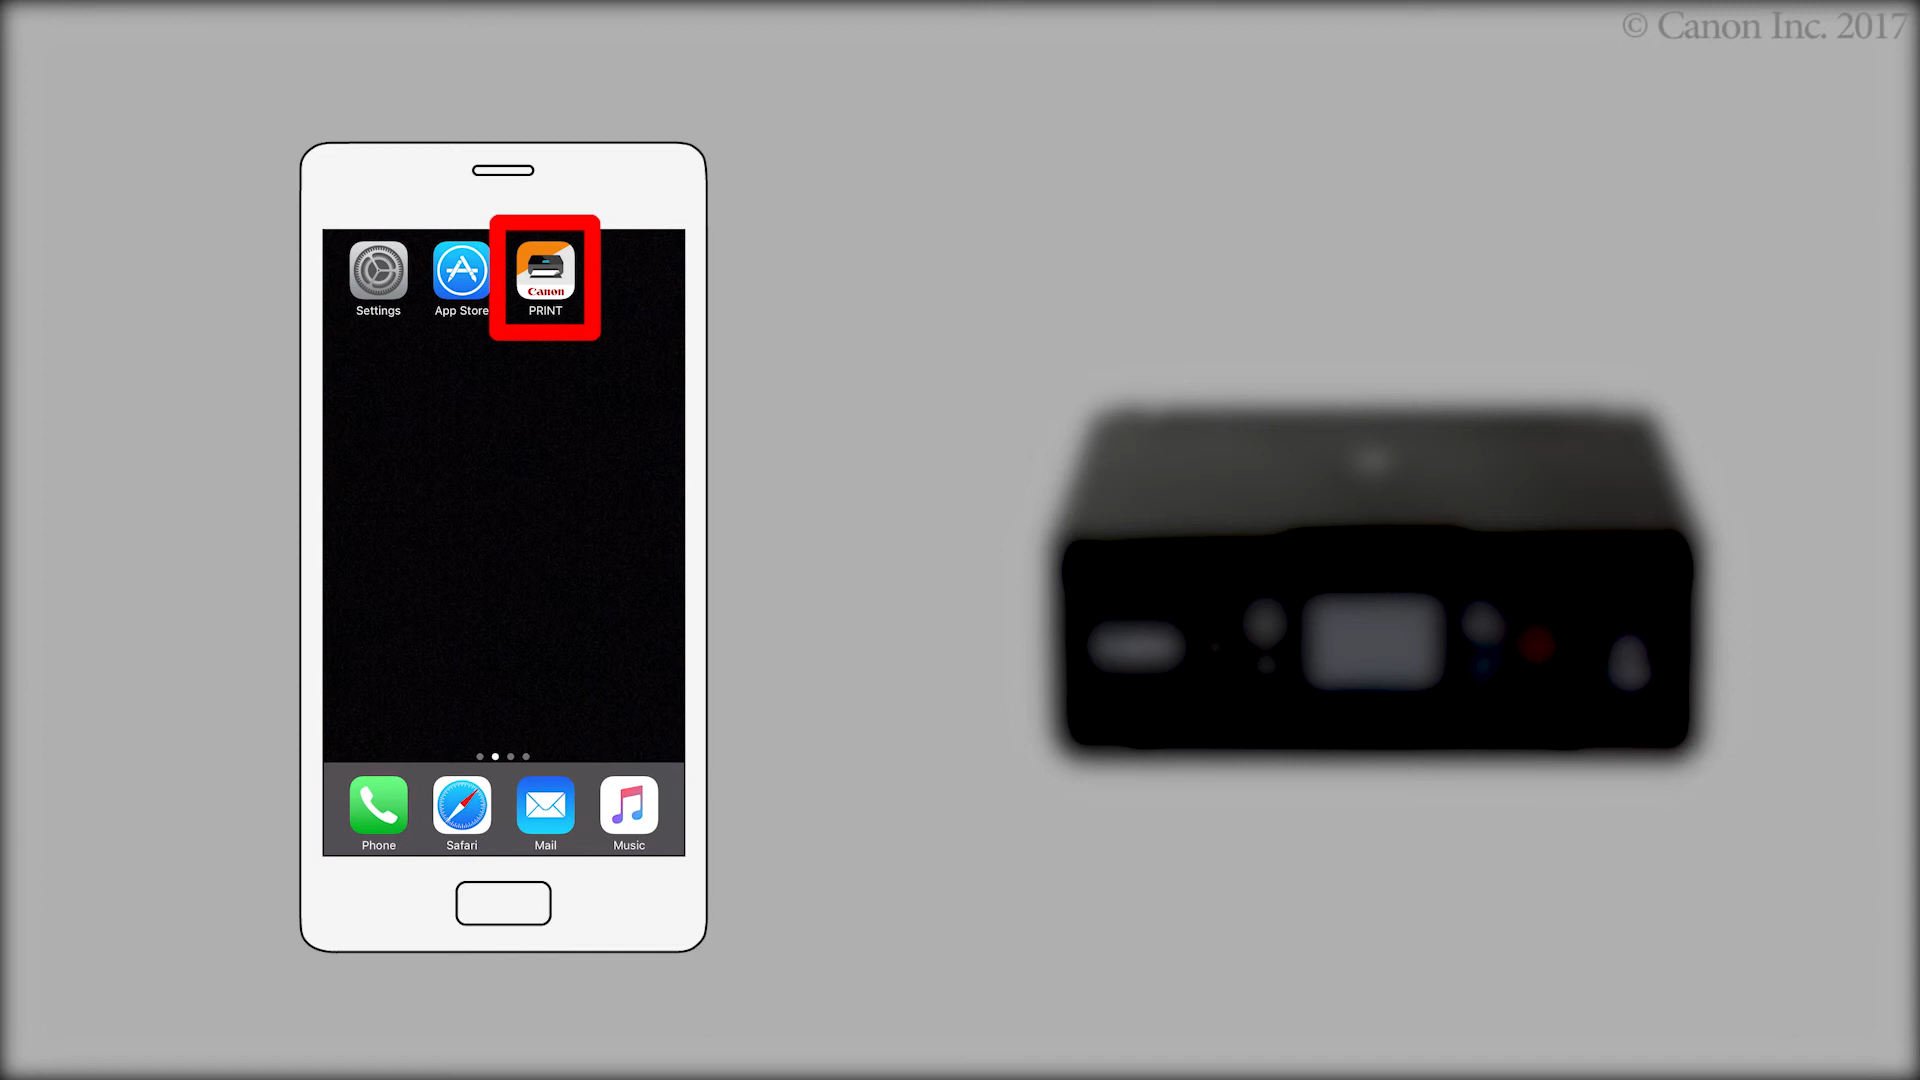 © Canon Inc. 2017
Settings
App Store
Canon
PRINT
Phone
Safari
Mail
Music